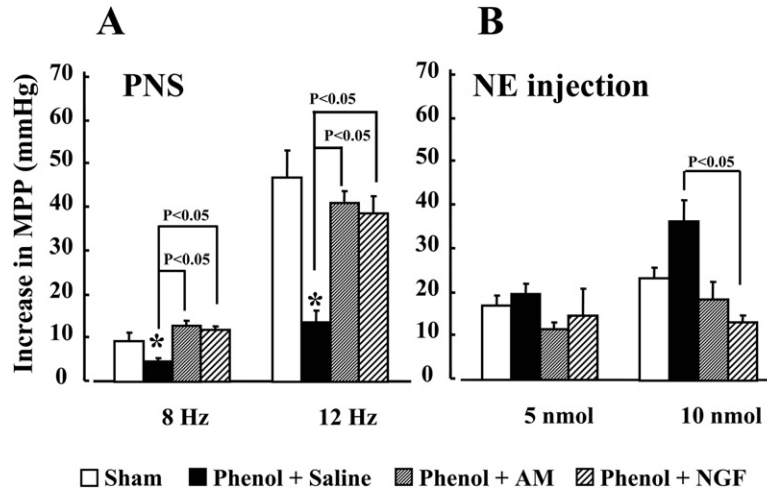 A
B
PNS
NE injection
Increase in MPP (mmHg)
70
60
50
40
30
20
10
0
P<0.05
P<0.05
P<0.05
P<0.05
*
*
8 Hz
12 Hz
70
60
50
40
30
20
10
0
P<0.05
5 nmol
10 nmol
Sham
Phenol + Saline
Phenol + AM
Phenol + NGF